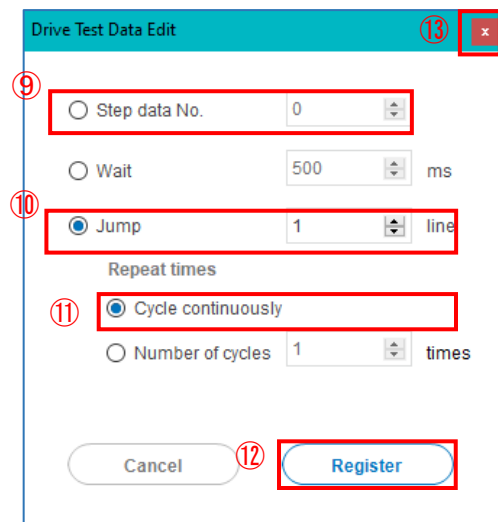 Drive Test Data Edit ⑬ x
⑨
Step data No. 0
Wait 500 ms
⑩
Jump 1 line
Repeat times
⑪ Cycle continuously
Number of cycles 1 times
Cancel ⑫ Register